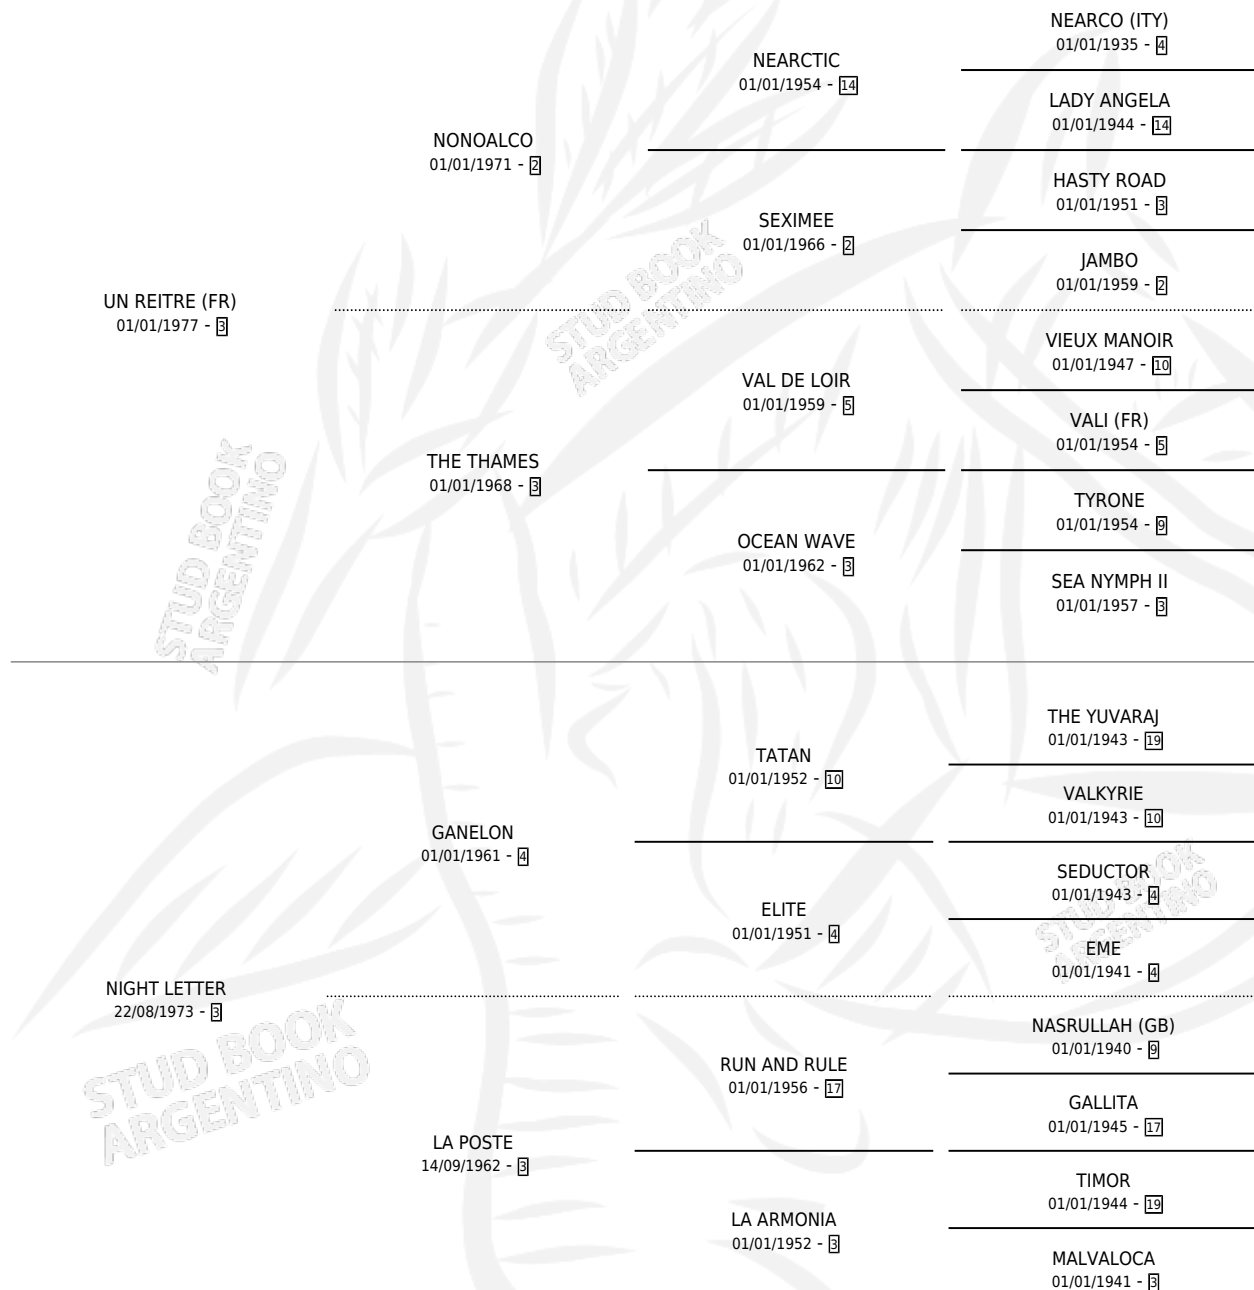 NEARCO (ITY)
01/01/1935 - 4
NEARCTIC
01/01/1954 - 14
LADY ANGELA
01/01/1944 - 14
NONOALCO
01/01/1971 - 2
HASTY ROAD
01/01/1951 - 3
SEXIMEE
01/01/1966 - 2
JAMBO
01/01/1959 - 2
UN REITRE (FR)
01/01/1977 - 3
STUD BOOK
ARGENTINO
VIEUX MANOIR
01/01/1947 - 10
VAL DE LOIR
01/01/1959 - 5
VALI (FR)
01/01/1954 - 5
THE THAMES
01/01/1968 - 3
TYRONE
01/01/1954 - 9
OCEAN WAVE
01/01/1962 - 3
SEA NYMPH II
01/01/1957 - 3
STUD BOOK
ARGENTINO
THE YUVARAJ
01/01/1943 - 19
TATAN
01/01/1952 - 10
VALKYRIE
01/01/1943 - 10
GANELON
01/01/1961 - 4
SEDUCTOR
01/01/1943 - 4
ELITE
01/01/1951 - 4
EME
01/01/1941 - 4
STUD BOOK
ARGENTINO
NIGHT LETTER
22/08/1973 - 3
NASRULLAH (GB)
01/01/1940 - 9
RUN AND RULE
01/01/1956 - 17
GALLITA
01/01/1945 - 17
STUD BOOK
ARGENTINO
LA POSTE
14/09/1962 - 3
TIMOR
01/01/1944 - 19
LA ARMONIA
01/01/1952 - 3
MALVALOCA
01/01/1941 - 3